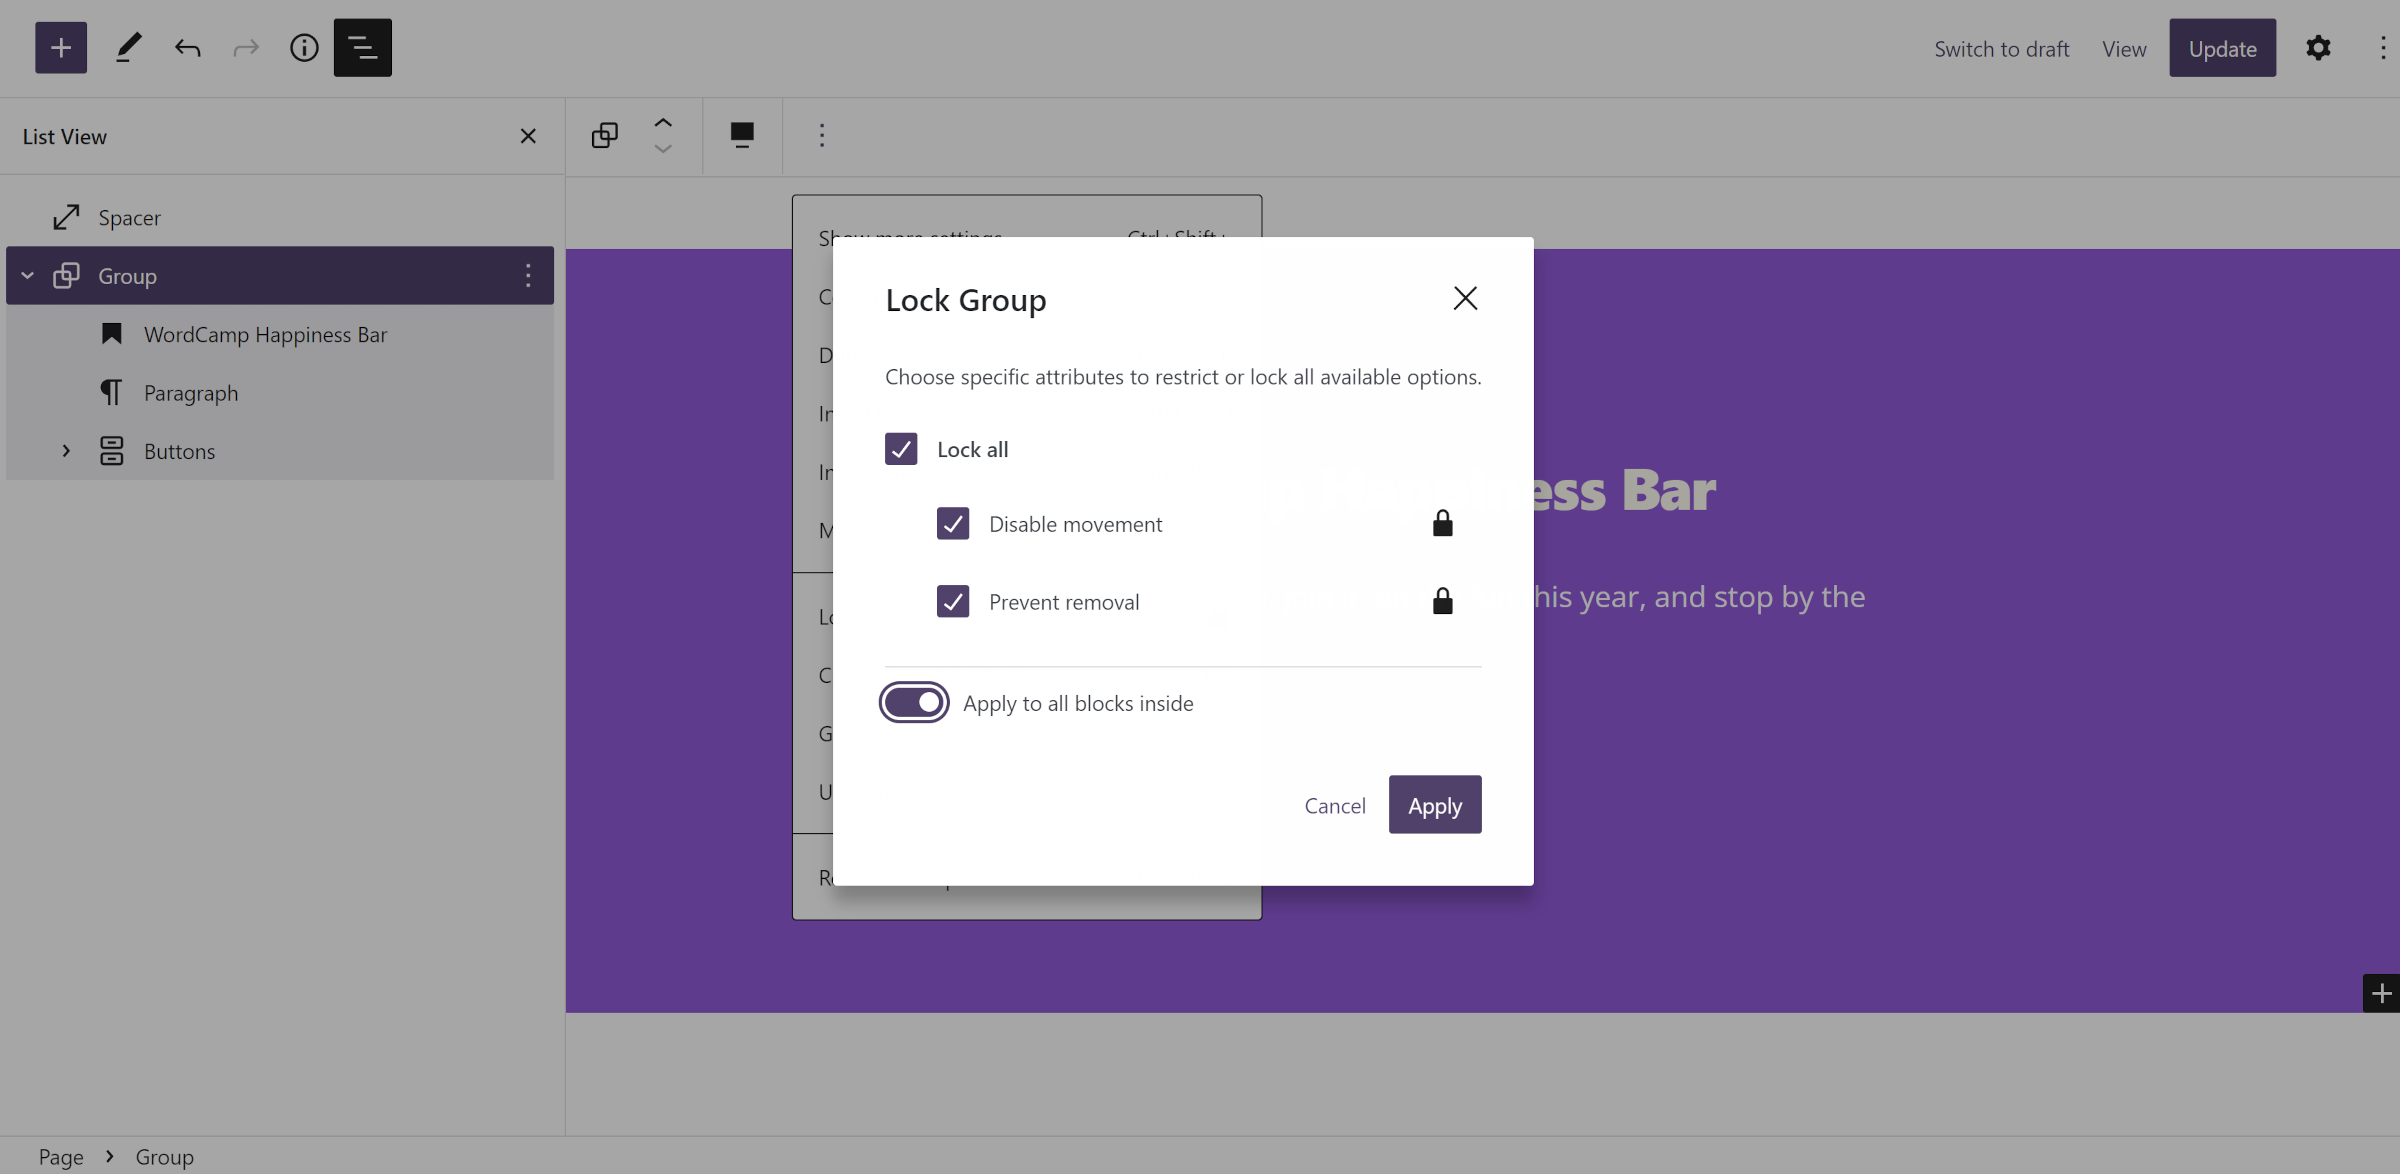 Switch to draft
View
Update
List View
Spacer
Group
WordCamp Happiness Bar
Paragraph
Buttons
Lock Group
Choose specific attributes to restrict or lock all available options.
Lock all
Disable movement
Prevent removal
Apply to all blocks inside
Cancel
Apply
ess Bar
his year, and stop by the
Page
Group